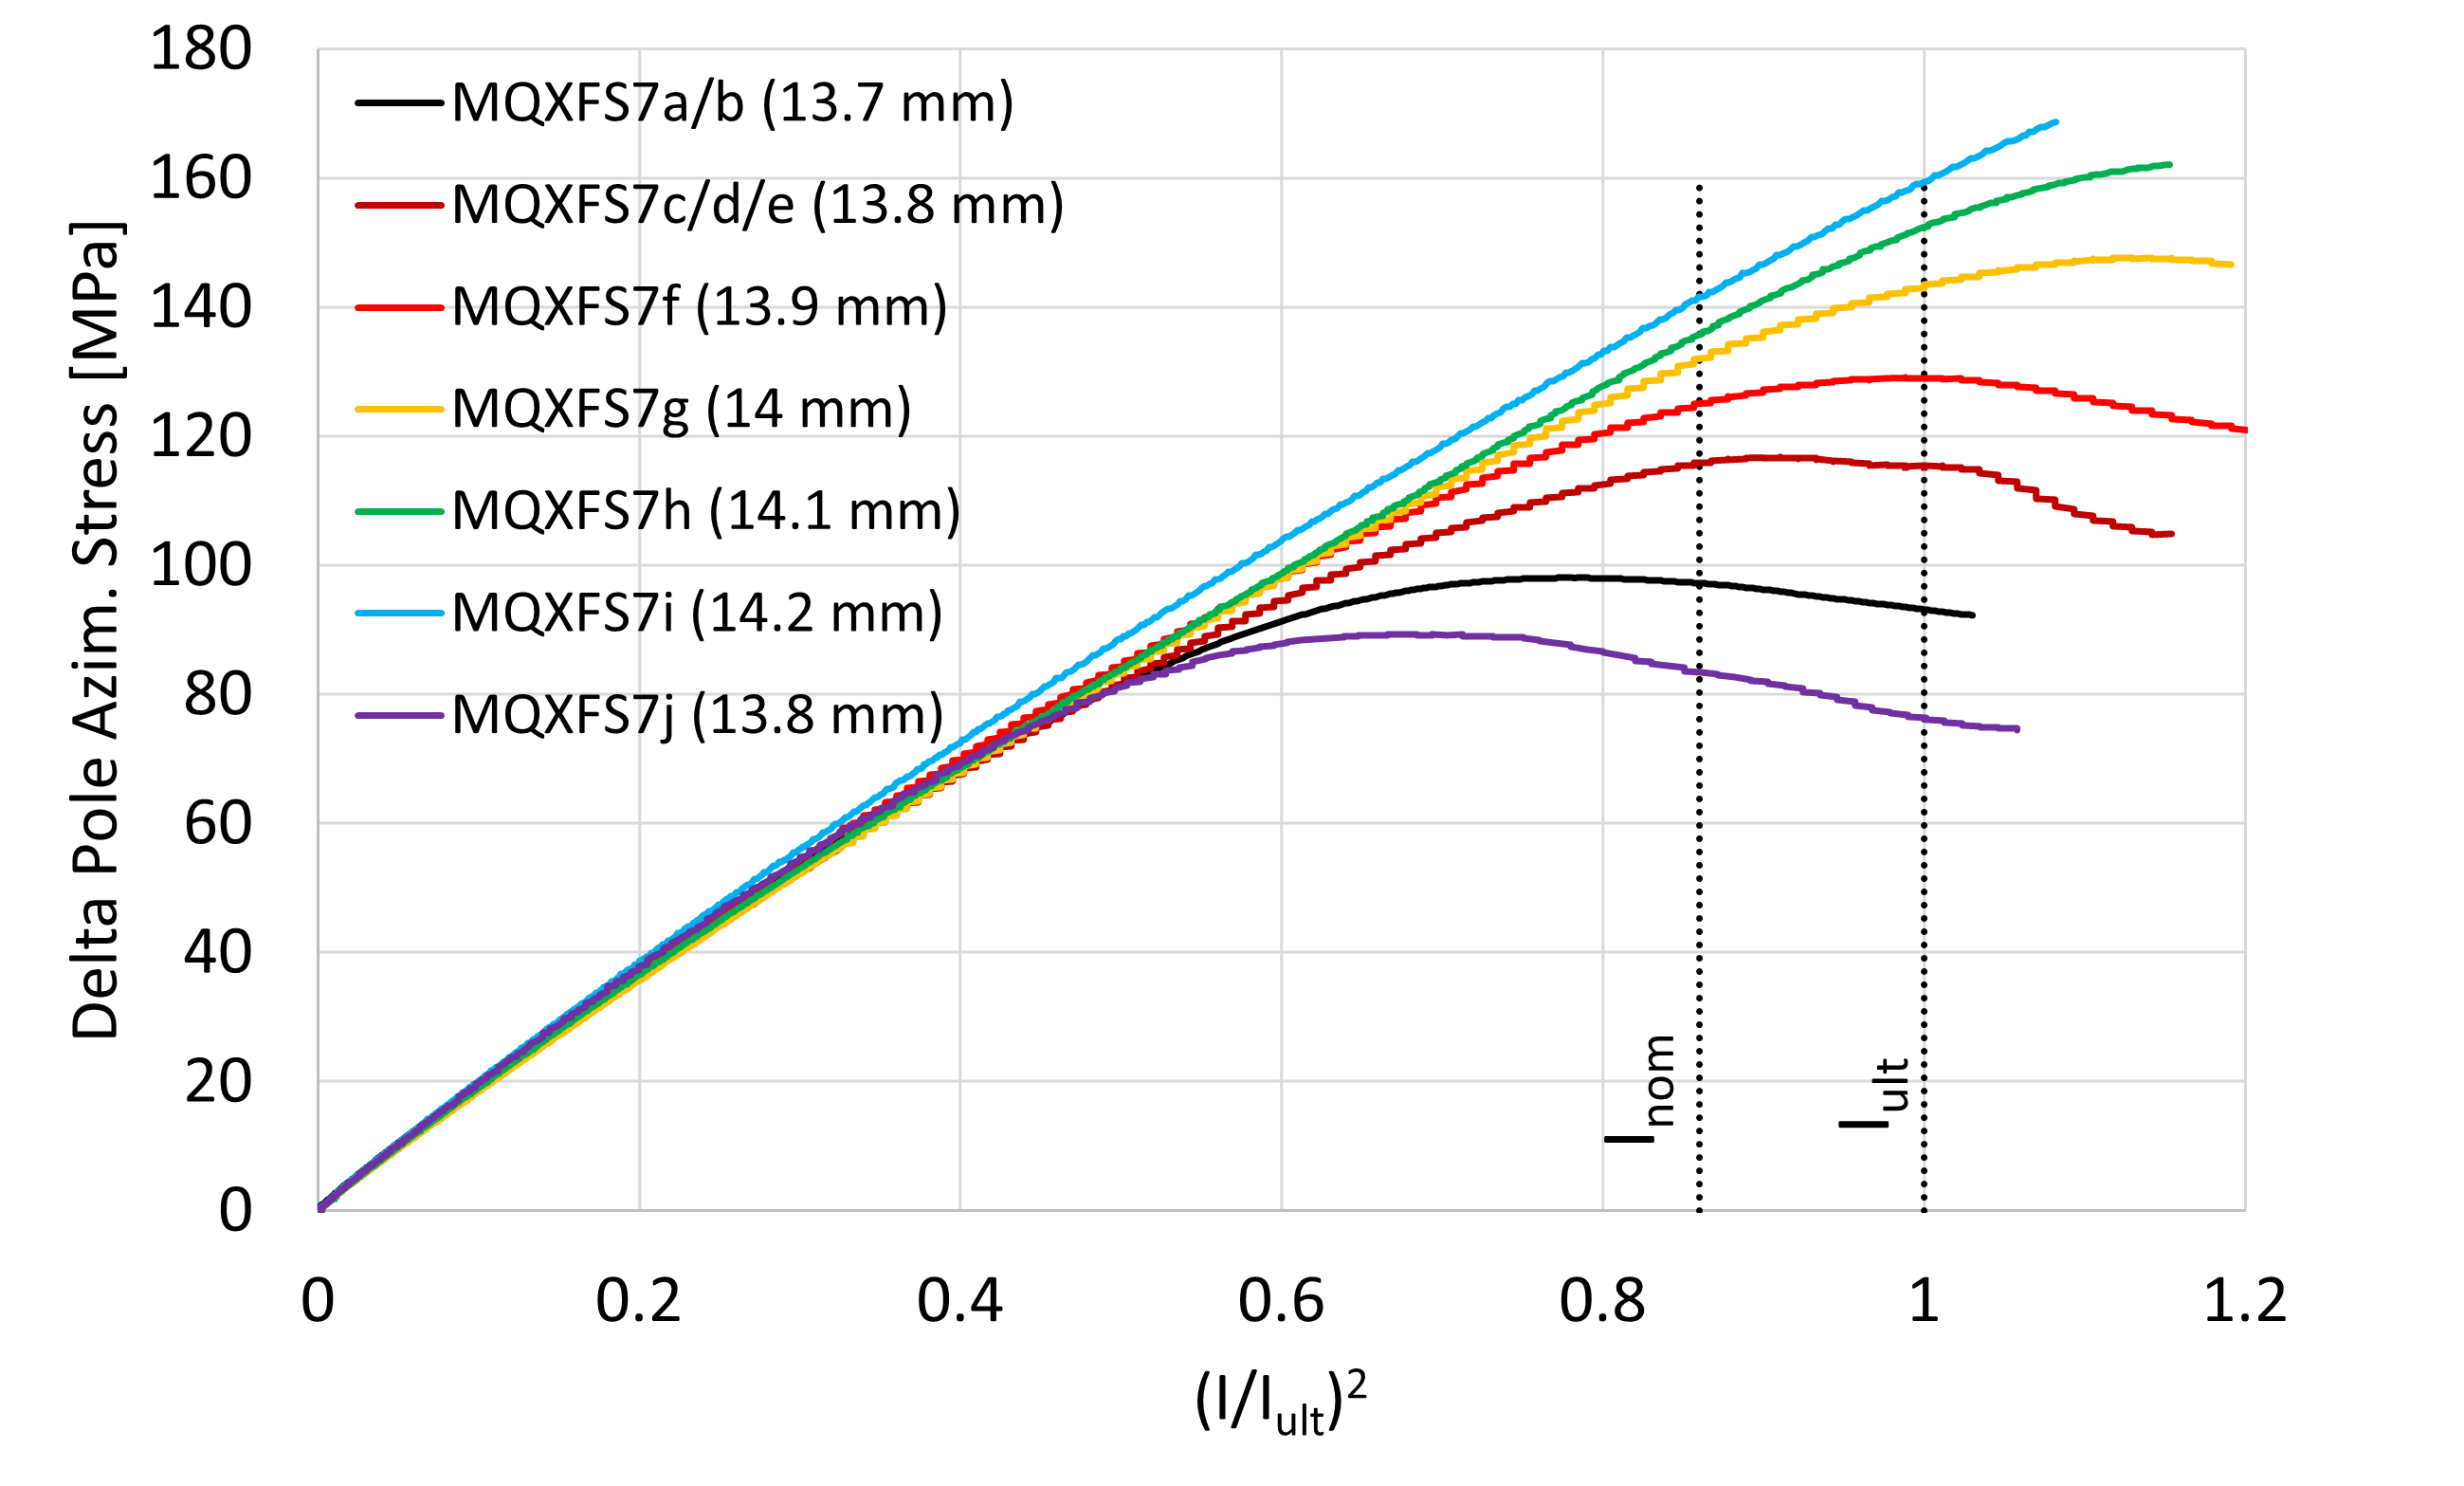 180
160
140
120
100
80
60
40
20
0
Delta Pole Azim. Stress [MPa]
MQXFS7a/b (13.7 mm)
MQXFS7c/d/e (13.8 mm)
MQXFS7f (13.9 mm)
MQXFS7g (14 mm)
MQXFS7h (14.1 mm)
MQXFS7i (14.2 mm)
MQXFS7j (13.8 mm)
Inom
Iult
0 0.2 0.4 0.6 0.8 1 1.2
(I/Iult)2